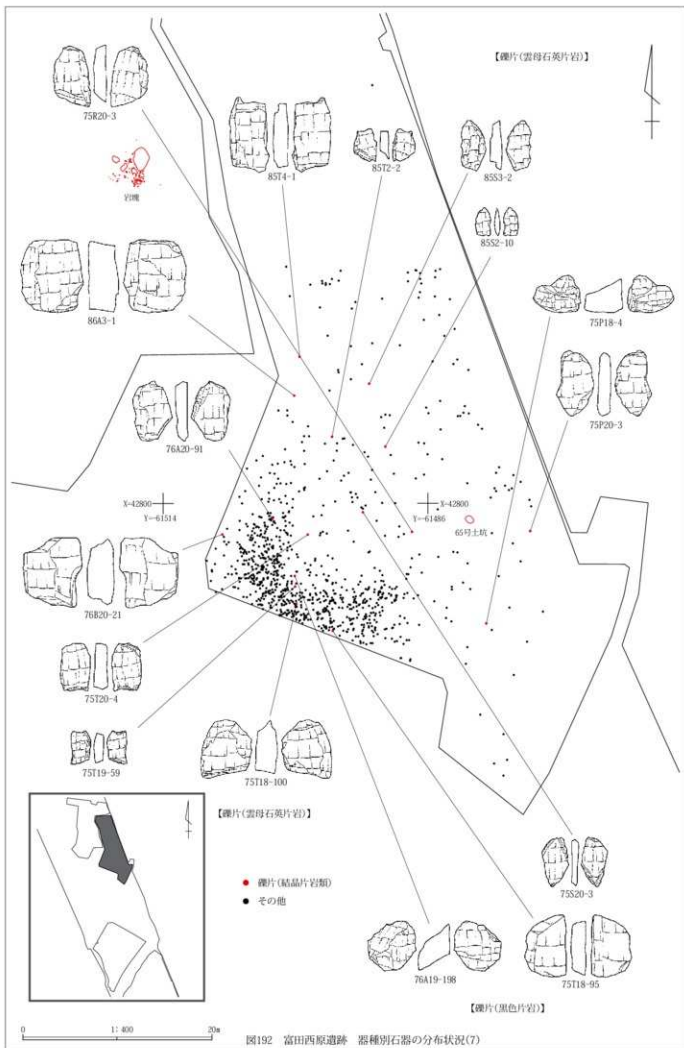 【礫片(雲母石英片岩)】
75R20-3
85T4-1
85T2-2
85S3-2
岩塊
85S2-10
86A3-1
75P18-4
76A20-91
75P20-3
X=42800
Y=-61514
X=42800
Y=-61486
65号土坑
76B20-21
75T20-4
75T19-59
75T18-100
【礫片(雲母石英片岩)】
礫片(結晶片岩類)
その他
75S20-3
76A19-198
75T18-95
【礫片(黒色片岩)】
0
1:400
20m
図192 富田西原遺跡 器種別石器の分布状況(7)